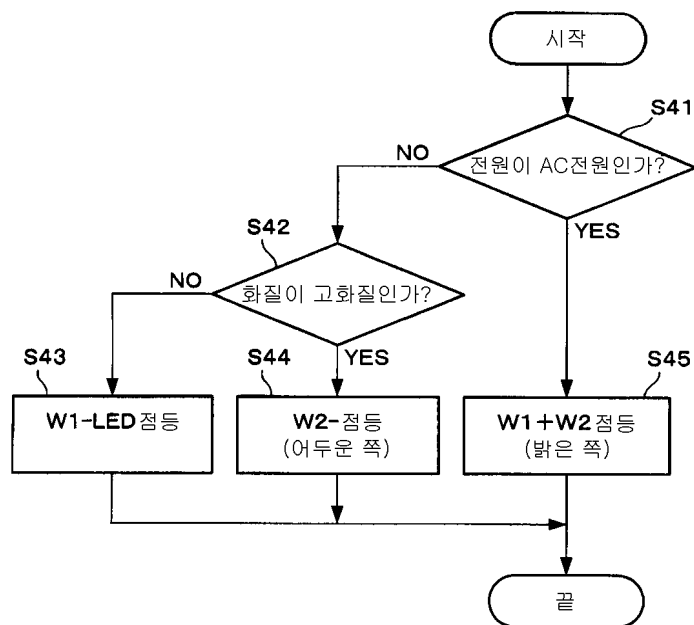 시작
S41
전원이 AC전원인가?
NO
YES
S42
화질이 고화질인가?
NO
YES
S43
W1-LED점등
S44
W2-점등
(어두운 쪽)
S45
W1+W2점등
(밝은 쪽)
끝